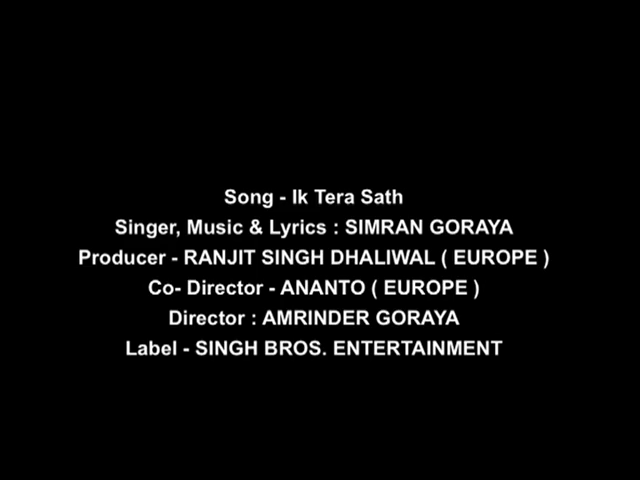 Song - Ik Tera Sath
Singer, Music & Lyrics : SIMRAN GORAYA
Producer - RANJIT SINGH DHALIWAL ( EUROPE )
Co- Director - ANANTO ( EUROPE )
Director : AMRINDER GORAYA
Label - SINGH BROS. ENTERTAINMENT